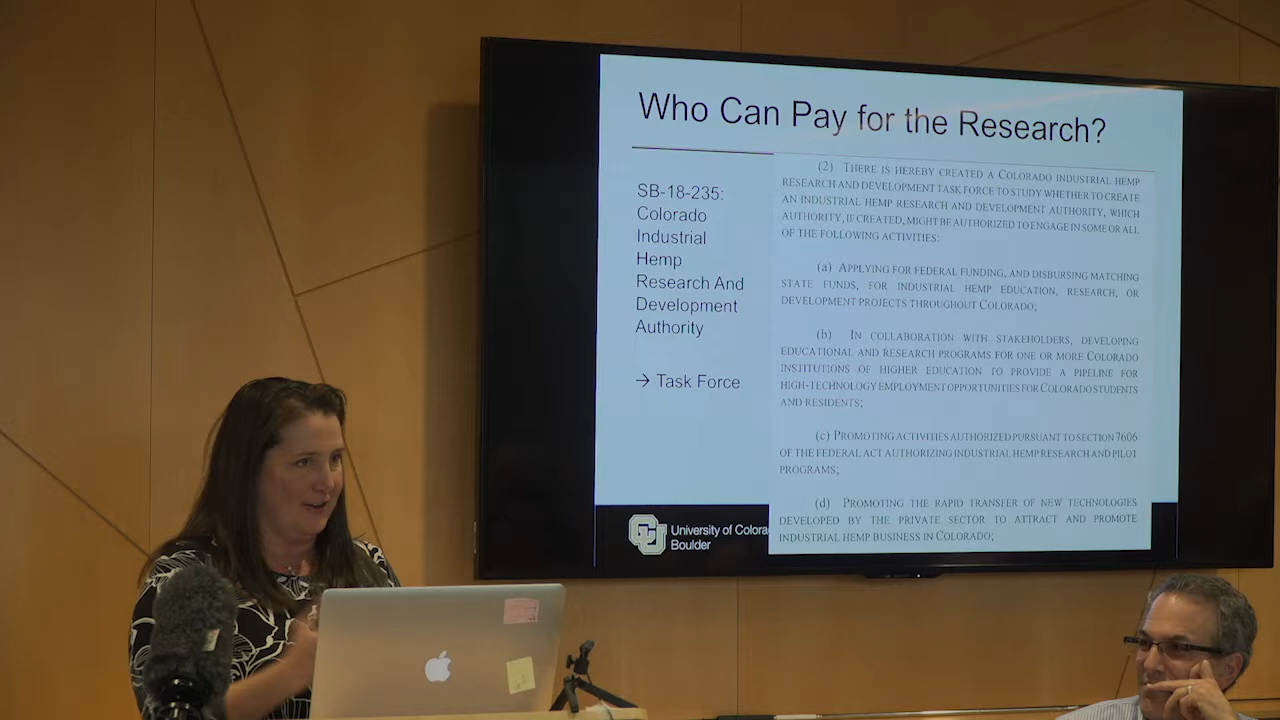 Who Can Pay for the Research?
SB-18-235:
Colorado
Industrial
Hemp
Research And
Development
Authority
→ Task Force
(2) THERE IS HEREBY CREATED A COLORADO INDUSTRIAL HEMP
RESEARCH AND DEVELOPMENT TASK FORCE TO STUDY WHETHER TO CREATE
AN INDUSTRIAL HEMP RESEARCH AND DEVELOPMENT AUTHORITY, WHICH
AUTHORITY, IF CREATED, MIGHT BE AUTHORIZED TO ENGAGE IN SOME OR ALL
OF THE FOLLOWING ACTIVITIES:
(a) APPLYING FOR FEDERAL FUNDING, AND DISBURSING MATCHING
STATE FUNDS, FOR INDUSTRIAL HEMP EDUCATION, RESEARCH, OR
DEVELOPMENT PROJECTS THROUGHOUT COLORADO;
(b) IN COLLABORATION WITH STAKEHOLDERS, DEVELOPING
EDUCATIONAL AND RESEARCH PROGRAMS FOR ONE OR MORE COLORADO
INSTITUTIONS OF HIGHER EDUCATION TO PROVIDE A PIPELINE FOR
HIGH-TECHNOLOGY EMPLOYMENT OPPORTUNITIES FOR COLORADO STUDENTS
AND RESIDENTS;
(c) PROMOTING ACTIVITIES AUTHORIZED PURSUANT TO SECTION 7606
OF THE FEDERAL ACT AUTHORIZING INDUSTRIAL HEMP RESEARCH AND PILOT
PROGRAMS;
(d) PROMOTING THE RAPID TRANSFER OF NEW TECHNOLOGIES
DEVELOPED BY THE PRIVATE SECTOR TO ATTRACT AND PROMOTE
INDUSTRIAL HEMP BUSINESS IN COLORADO;
CU
University of Colora
Boulder